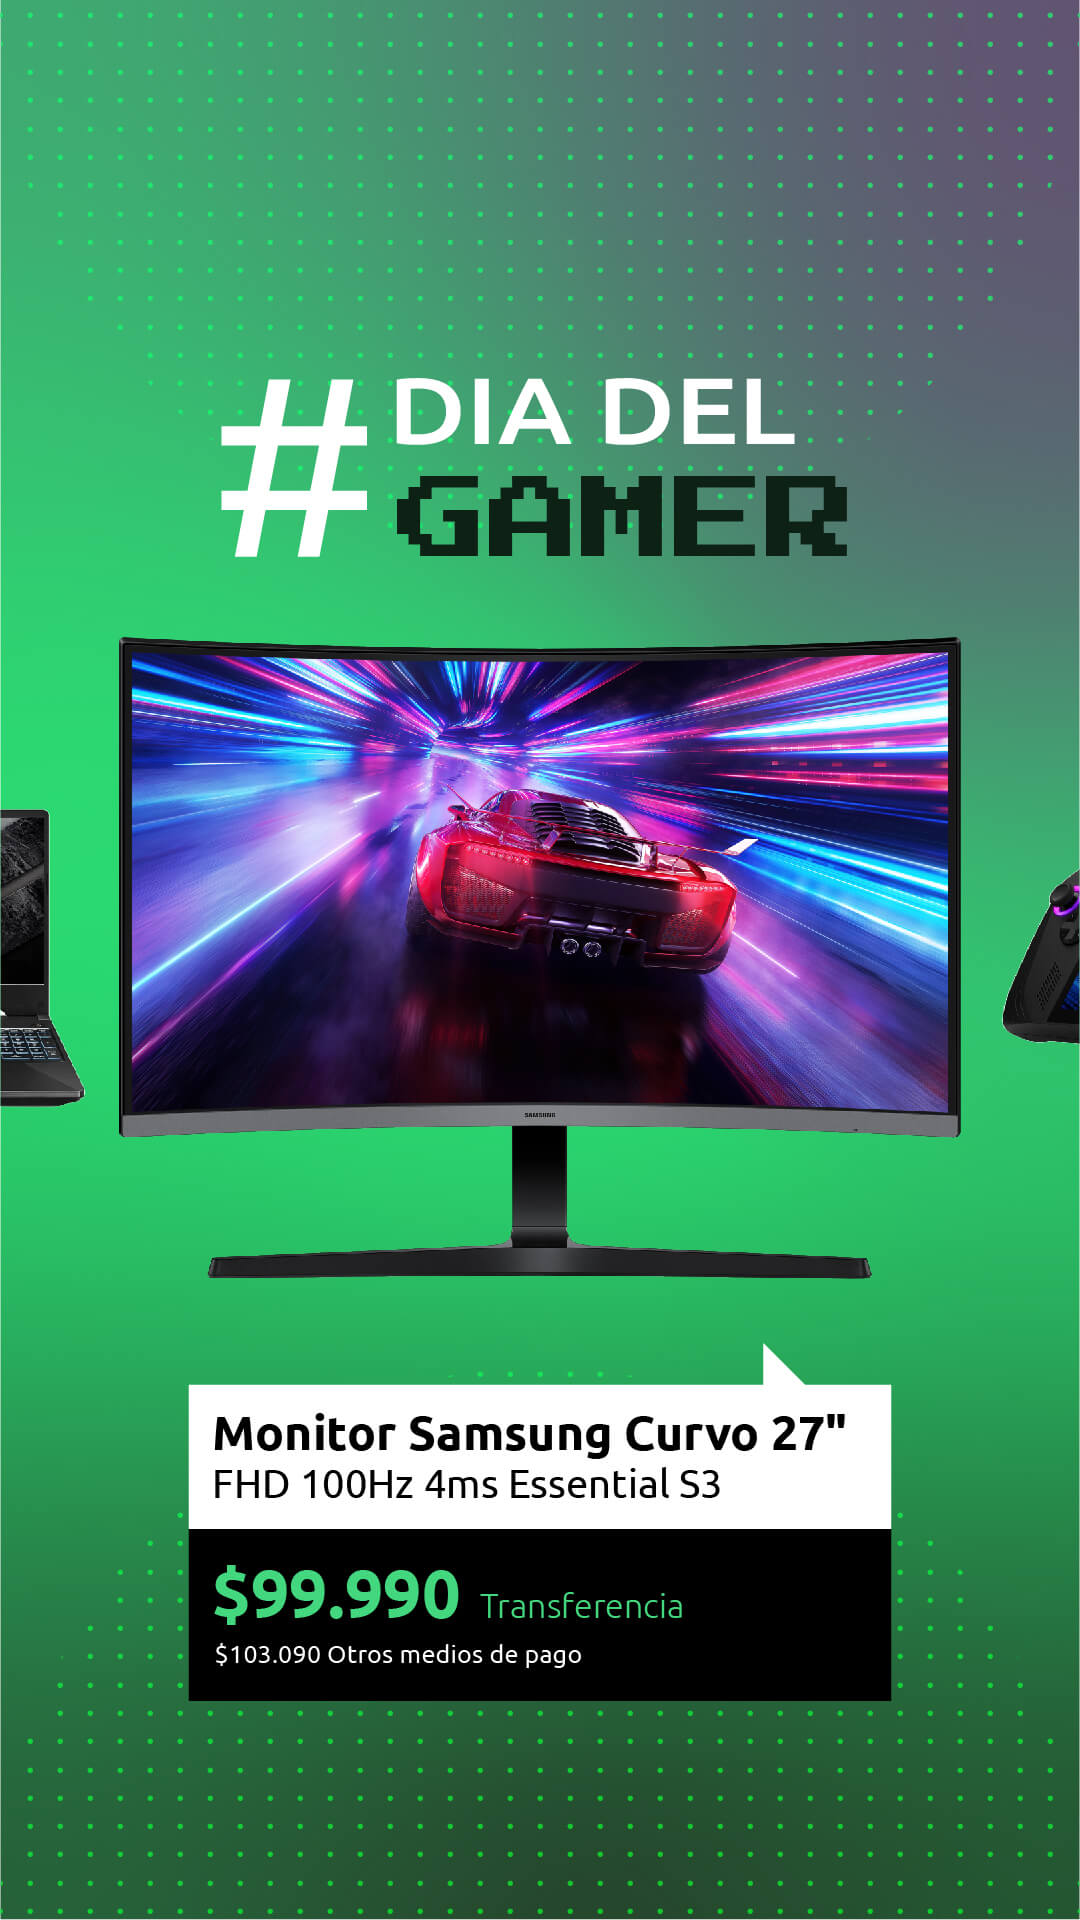 # DIA DEL
GAMER
SAMSUNG
Monitor Samsung Curvo 27"
FHD 100Hz 4ms Essential S3
$99.990 Transferencia
$103.090 Otros medios de pago